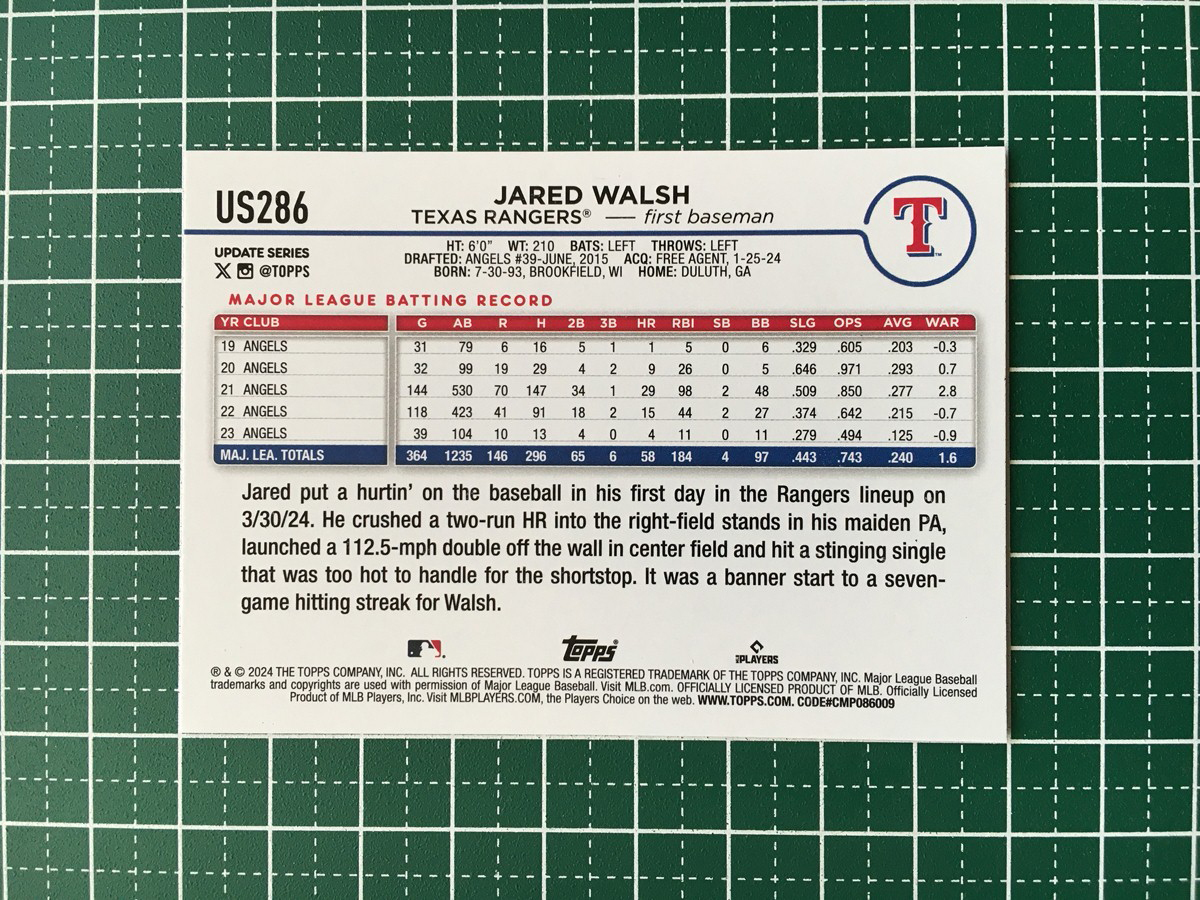 US286
JARED WALSH
TEXAS RANGERS® — first baseman
T
™
UPDATE SERIES
X @TOPPS
HT: 6'0" WT: 210 BATS: LEFT THROWS: LEFT
DRAFTED: ANGELS #39-JUNE, 2015 ACQ: FREE AGENT, 1-25-24
BORN: 7-30-93, BROOKFIELD, WI HOME: DULUTH, GA
MAJOR LEAGUE BATTING RECORD
YR CLUB G AB R H 2B 3B HR RBI SB BB SLG OPS AVG WAR
19 ANGELS 31 79 6 16 5 1 1 5 0 6 .329 .605 .203 -0.3
20 ANGELS 32 99 19 29 4 2 9 26 0 5 .646 .971 .293 0.7
21 ANGELS 144 530 70 147 34 1 29 98 2 48 .509 .850 .277 2.8
22 ANGELS 118 423 41 91 18 2 15 44 2 27 .374 .642 .215 -0.7
23 ANGELS 39 104 10 13 4 0 4 11 0 11 .279 .494 .125 -0.9
MAJ. LEA. TOTALS 364 1235 146 296 65 6 58 184 4 97 .443 .743 .240 1.6
Jared put a hurtin' on the baseball in his first day in the Rangers lineup on
3/30/24. He crushed a two-run HR into the right-field stands in his maiden PA,
launched a 112.5-mph double off the wall in center field and hit a stinging single
that was too hot to handle for the shortstop. It was a banner start to a seven-
game hitting streak for Walsh.
topps®
PLAYERS
® & © 2024 THE TOPPS COMPANY, INC. ALL RIGHTS RESERVED. TOPPS IS A REGISTERED TRADEMARK OF THE TOPPS COMPANY, INC. Major League Baseball
trademarks and copyrights are used with permission of Major League Baseball. Visit MLB.com. OFFICIALLY LICENSED PRODUCT OF MLB. Officially Licensed
Product of MLB Players, Inc. Visit MLBPLAYERS.COM, the Players Choice on the web. WWW.TOPPS.COM. CODE#CMP086009